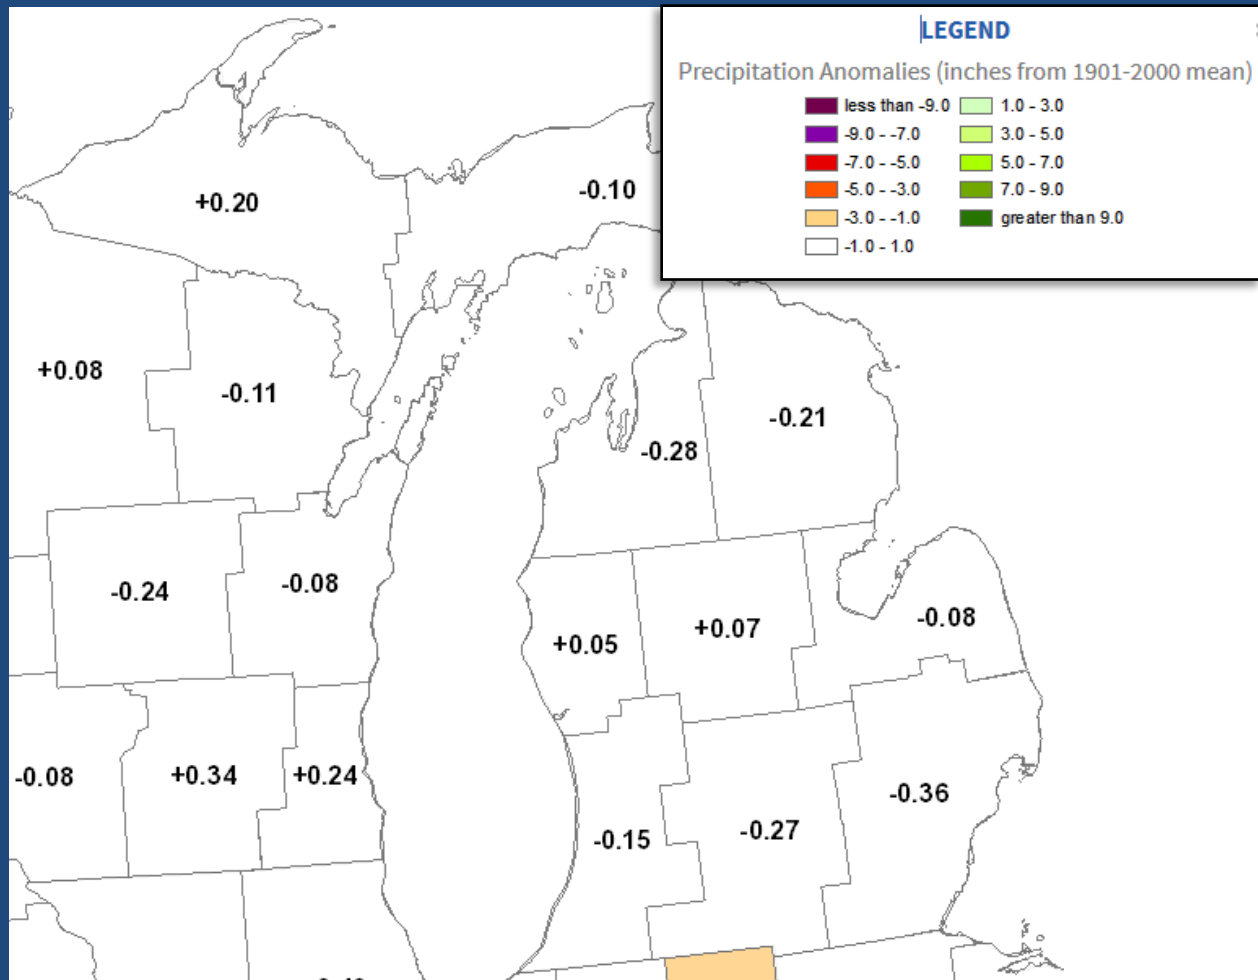 LEGEND
Precipitation Anomalies (inches from 1901-2000 mean)
less than -9.0 1.0 - 3.0
-9.0 - -7.0 3.0 - 5.0
-7.0 - -5.0 5.0 - 7.0
-5.0 - -3.0 7.0 - 9.0
-3.0 - -1.0 greater than 9.0
-1.0 - 1.0
+0.20 -0.10
+0.08 -0.11
-0.21
-0.28
-0.24 -0.08
-0.08
+0.05 +0.07
-0.08 +0.34 +0.24
-0.36
-0.15 -0.27